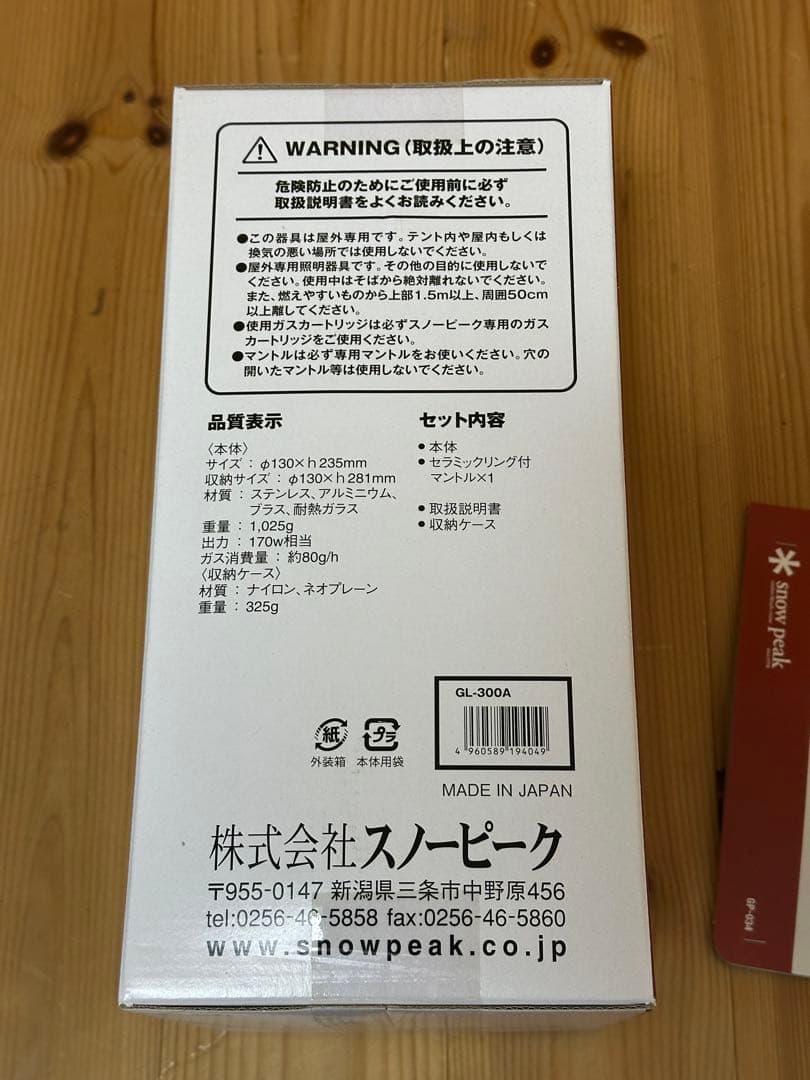 WARNING(取扱上の注意)
危険防止のためにご使用前に必ず
取扱説明書をよくお読みください。
●この器具は屋外専用です。テント内や屋内もしくは
換気の悪い場所では使用しないでください。
●屋外専用照明器具です。その他の目的に使用しないで
ください。使用中はそばから絶対離れないでください。
また、燃えやすいものから上部1.5m以上、周囲50cm
以上離してください。
●使用ガスカートリッジは必ずスノーピーク専用のガス
カートリッジをご使用ください。
●マントルは必ず専用マントルをお使いください。穴の
開いたマントル等は使用しないでください。
品質表示
〈本体〉
サイズ：φ130×h235mm
収納サイズ：φ130×h281mm
材質：ステンレス、アルミニウム、
ブラス、耐熱ガラス
重量：1,025g
出力：170w相当
ガス消費量：約80g/h
〈収納ケース〉
材質：ナイロン、ネオプレーン
重量：325g
セット内容
● 本体
● セラミックリング付
マントル×1
● 取扱説明書
● 収納ケース
紙
外装箱
プラ
本体用袋
GL-300A
4 960589 194049
MADE IN JAPAN
株式会社スノーピーク
〒955-0147 新潟県三条市中野原456
tel:0256-46-5858 fax:0256-46-5860
www.snowpeak.co.jp
snow peak
GP-034